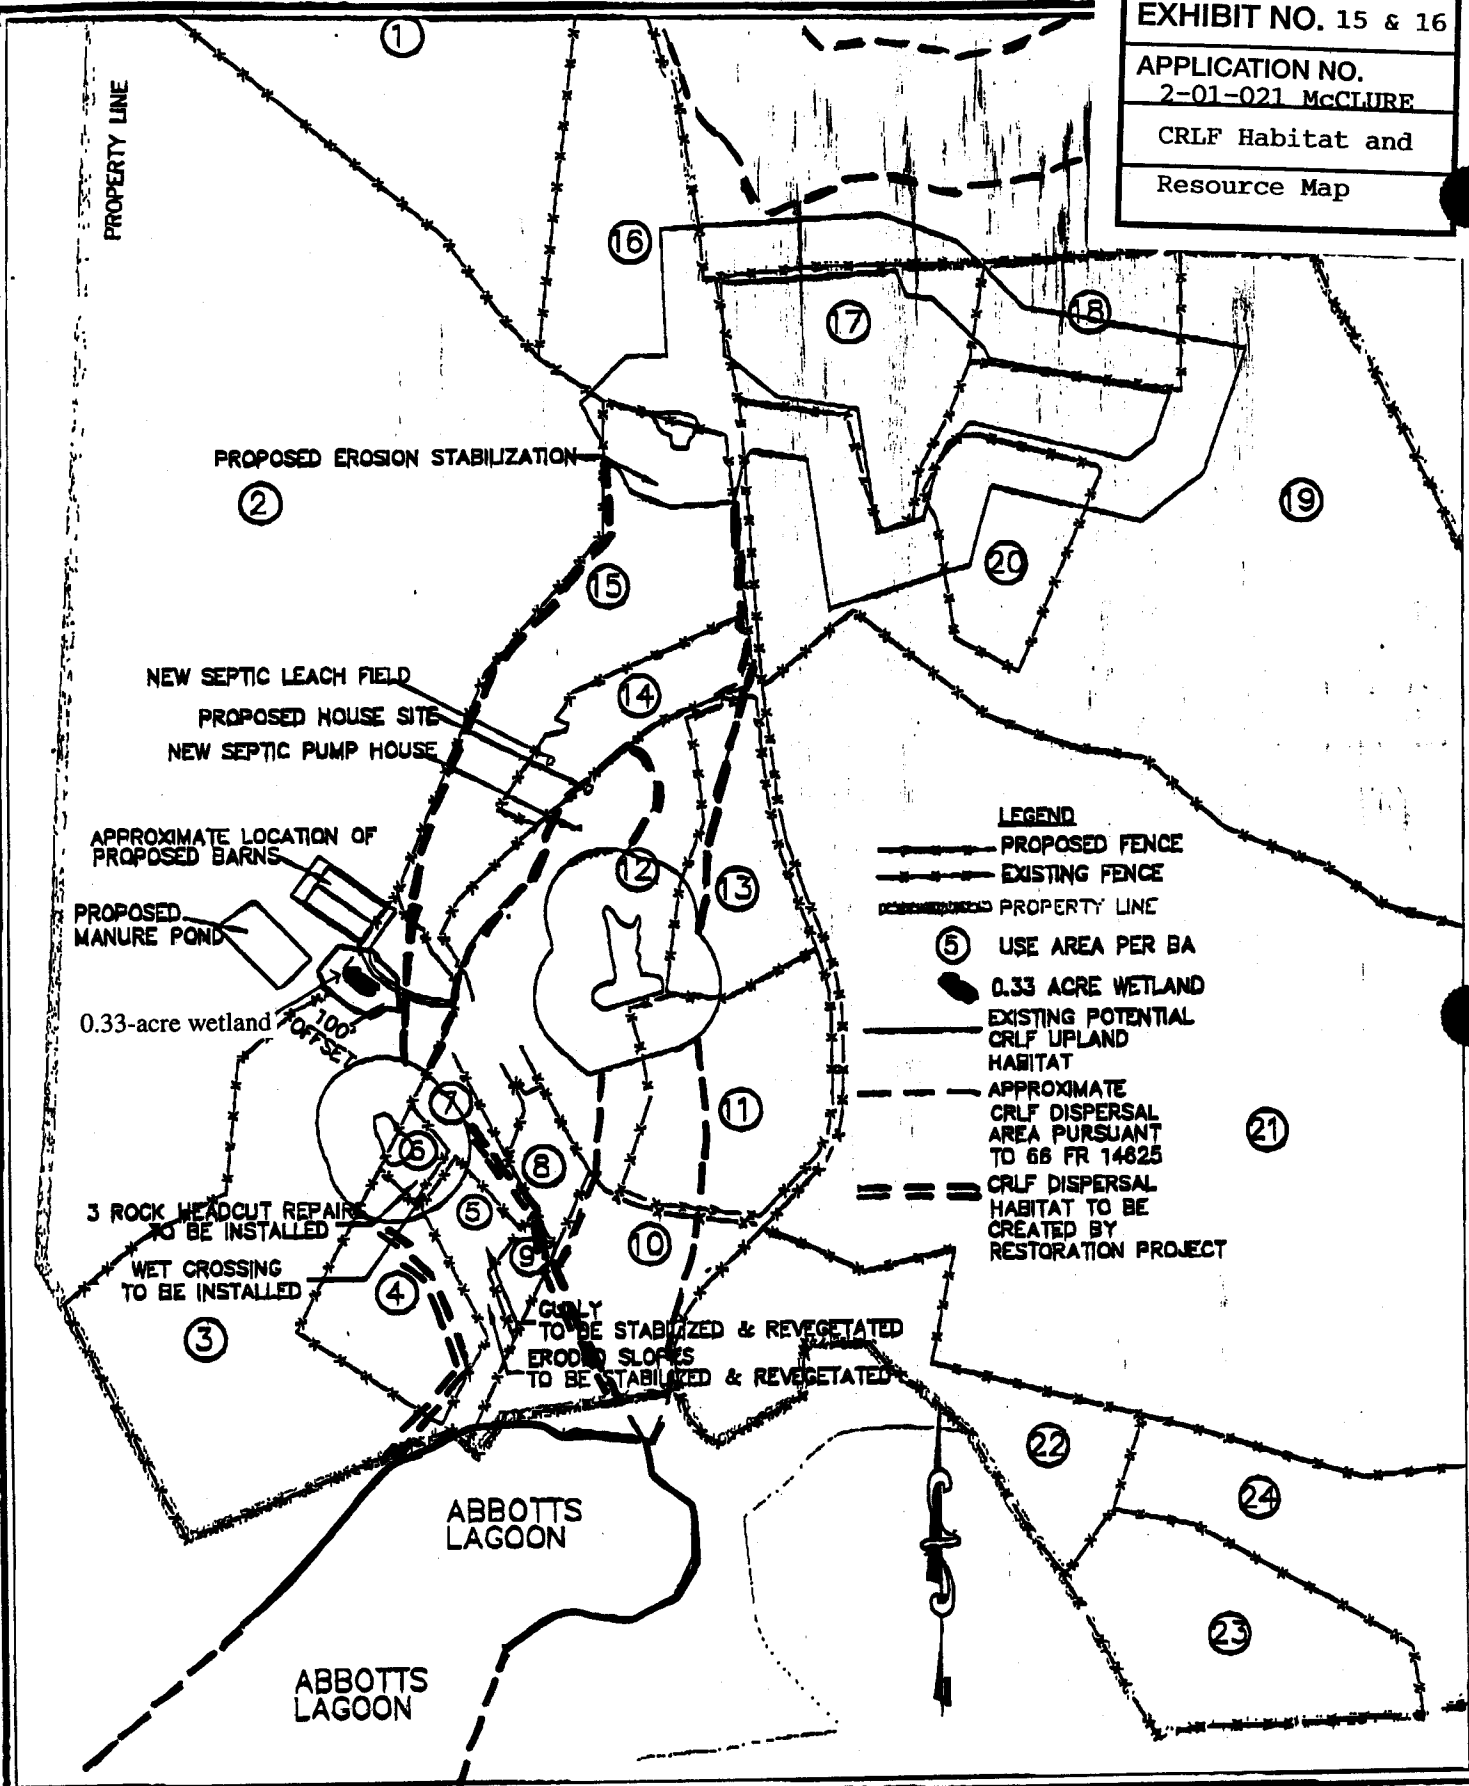 EXHIBIT NO. 15 & 16
APPLICATION NO.
2-01-021 McCLURE
CRLF Habitat and
Resource Map
1
PROPERTY LINE
16
17
18
PROPOSED EROSION STABILIZATION
2
19
20
15
NEW SEPTIC LEACH FIELD
14
PROPOSED HOUSE SITE
NEW SEPTIC PUMP HOUSE
APPROXIMATE LOCATION OF
PROPOSED BARNS
12
13
PROPOSED
MANURE POND
0.33-acre wetland
100'
OFFSET
LEGEND
PROPOSED FENCE
EXISTING FENCE
PROPERTY LINE
5 USE AREA PER BA
0.33 ACRE WETLAND
EXISTING POTENTIAL
CRLF UPLAND
HABITAT
APPROXIMATE
CRLF DISPERSAL
AREA PURSUANT
TO 66 FR 14625
CRLF DISPERSAL
HABITAT TO BE
CREATED BY
RESTORATION PROJECT
7
11
21
6
8
3 ROCK HEADCUT REPAIRS
TO BE INSTALLED
5
9
10
WET CROSSING
TO BE INSTALLED
4
3
GULLY
TO BE STABILIZED & REVEGETATED
ERODED SLOPES
TO BE STABILIZED & REVEGETATED
22
24
23
ABBOTTS
LAGOON
ABBOTTS
LAGOON